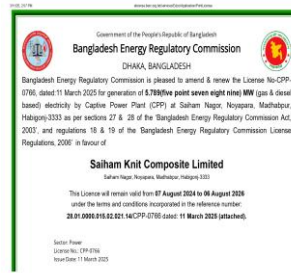 Government of the People's Republic of Bangladesh
Bangladesh Energy Regulatory Commission
DHAKA, BANGLADESH
Bangladesh Energy Regulatory Commission is pleased to amend & renew the License No-CPP-
0766, dated:11 March 2025 for generation of 5.789(five point seven eight nine) MW (gas & diesel
based) electricity by Captive Power Plant (CPP) at Saiham Nagar, Noyapara, Madhabpur,
Habigonj-3333 as per sections 27 & 28 of the 'Bangladesh Energy Regulatory Commission Act,
2003', and regulations 18 & 19 of the 'Bangladesh Energy Regulatory Commission License
Regulations, 2006' in favour of
Saiham Knit Composite Limited
Saiham Nagar, Noyapara, Madhabpur, Habigonj-3333
This Licence will remain valid from 07 August 2024 to 06 August 2026
under the terms and conditions incorporated in the reference number:
28.01.0000.015.02.021.14/CPP-0766 dated: 11 March 2025 (attached).
Sector: Power
License No.: CPP-0766
Issue Date: 11 March 2025